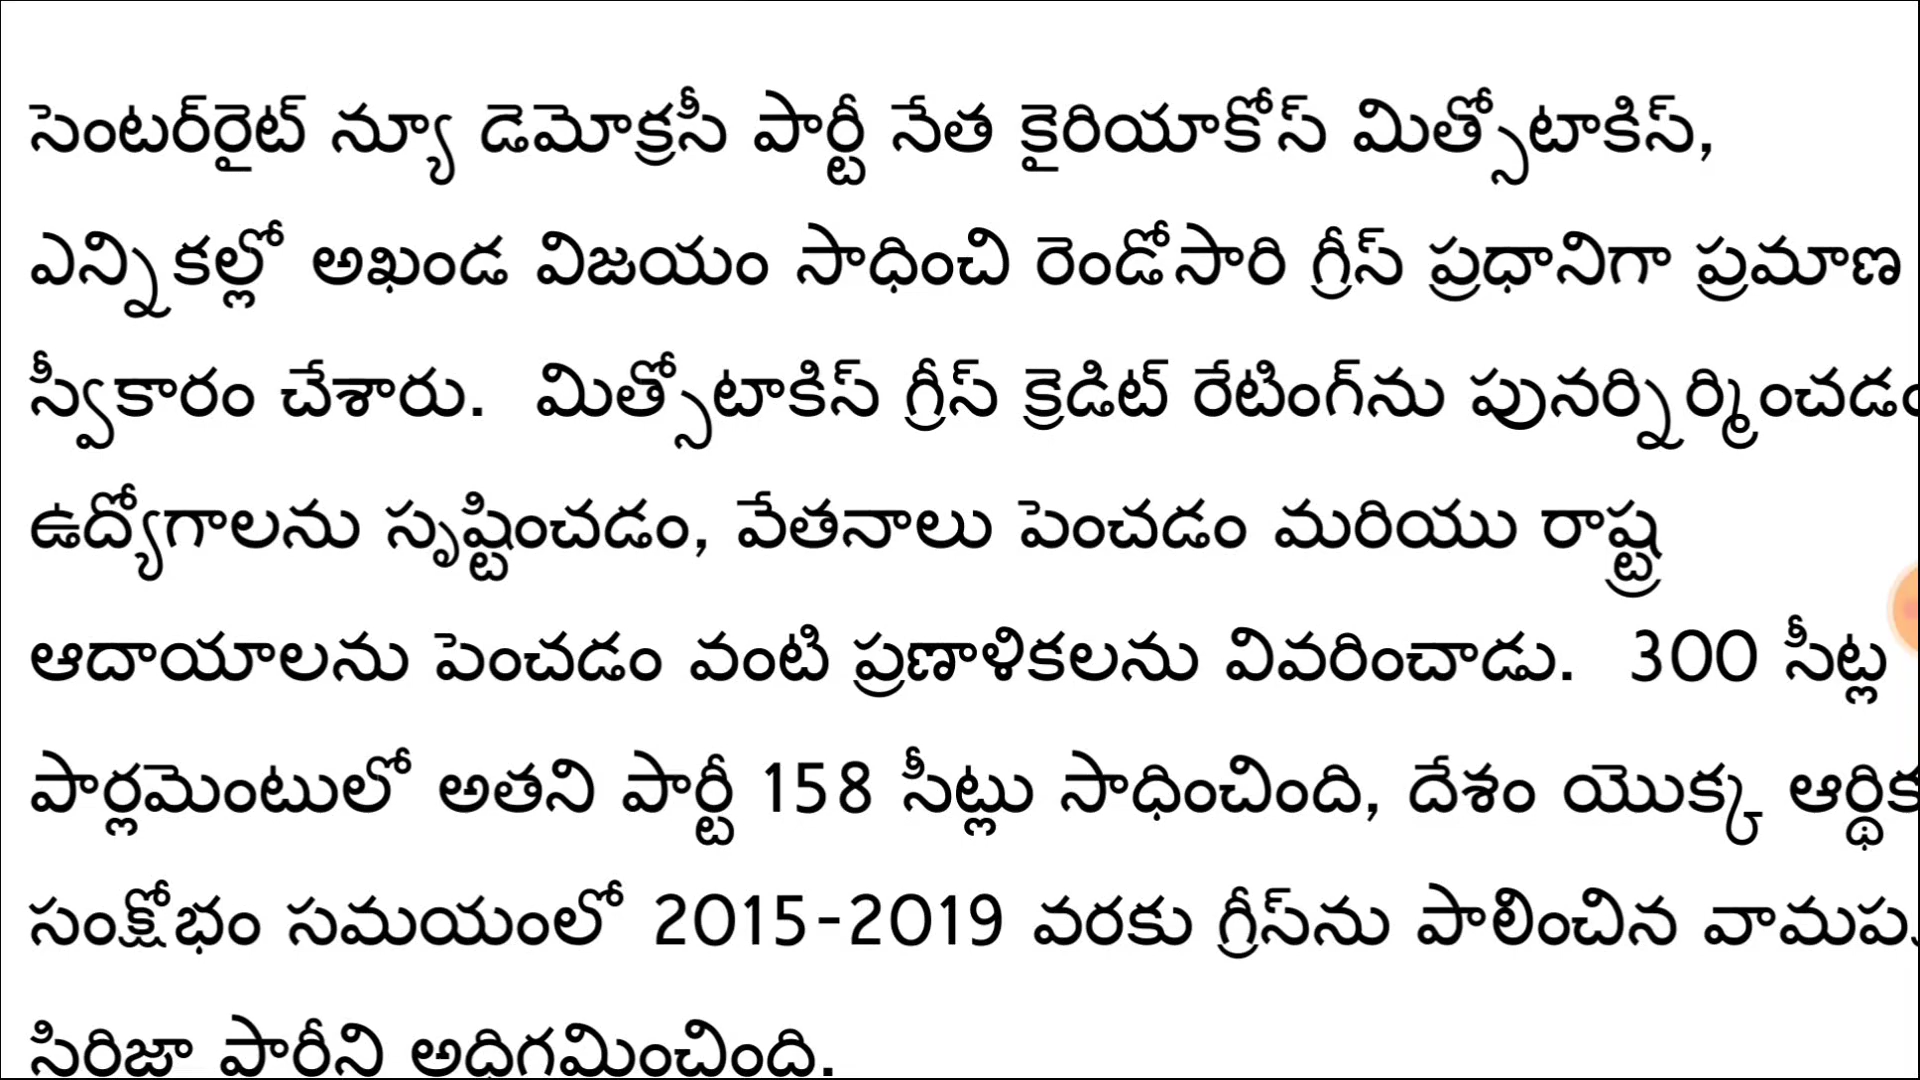 సెంటర్‌రైట్ న్యూ డెమోక్రసీ పార్టీ నేత కైరియాకోస్ మిత్సోటాకిస్,
ఎన్నికల్లో అఖండ విజయం సాధించి రెండోసారి గ్రీస్ ప్రధానిగా ప్రమాణ
స్వీకారం చేశారు. మిత్సోటాకిస్ గ్రీస్ క్రెడిట్ రేటింగ్‌ను పునర్నిర్మించడం
ఉద్యోగాలను సృష్టించడం, వేతనాలు పెంచడం మరియు రాష్ట్ర
ఆదాయాలను పెంచడం వంటి ప్రణాళికలను వివరించాడు. 300 సీట్ల
పార్లమెంటులో అతని పార్టీ 158 సీట్లు సాధించింది, దేశం యొక్క ఆర్థిక
సంక్షోభం సమయంలో 2015-2019 వరకు గ్రీస్‌ను పాలించిన
సిరిజా పార్టీని అధిగమించింది.